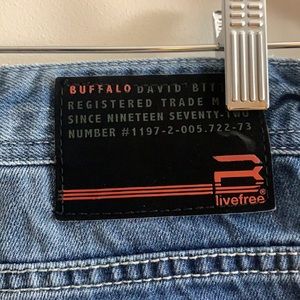 BUFFALO DAVID BIT
REGISTERED TRADE M
SINCE NINETEEN SEVENTY-TWO
NUMBER #1197-2-005.722-73
B
livefree®